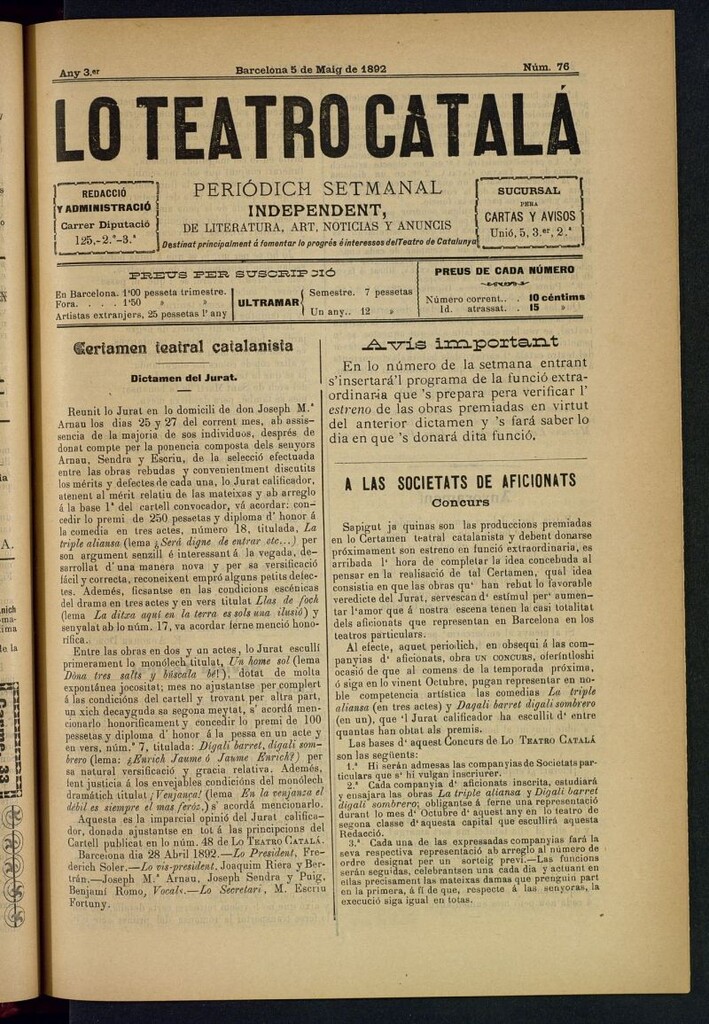 Any 3.er
Barcelona 5 de Maig de 1892
Núm. 76
LO TEATRO CATALÁ
REDACCIÓ
Y ADMINISTRACIÓ
Carrer Diputació
125,-2.ª-3.ª
PERIÓDICH SETMANAL
INDEPENDENT,
DE LITERATURA, ART, NOTICIAS Y ANUNCIS
Destinat principalment á fomentar lo progrés é interessos del Teatro de Catalunya
SUCURSAL
PERA
CARTAS Y AVISOS
Unió, 5, 3.er, 2.ª
PREUS PER SUSCRIPCIÓ
En Barcelona. 1'00 pesseta trimestre.
Fora. . . . 1'50 » »
Artistas extranjers, 25 pessetas l' any
ULTRAMAR
Semestre. 7 pessetas
Un any.. 12 »
PREUS DE CADA NÚMERO
Número corrent.. . 10 céntims
Id. atrassat. . 15 »
Certamen teatral catalanista
Dictamen del Jurat.
Reunit lo Jurat en lo domicili de don Joseph M.ª
Arnau los dias 25 y 27 del corrent mes, ab assis-
sencia de la majoria de sos individuos, després de
donat compte per la ponencia composta dels senyors
Arnau, Sendra y Escriu, de la selecció efectuada
entre las obras rebudas y convenientment discutits
los mérits y defectes de cada una, lo Jurat calificador,
atenent al mérit relatiu de las mateixas y ab arreglo
á la base 1ª del cartell convocador, vá acordar: con-
cedir lo premi de 250 pessetas y diploma d' honor á
la comedia en tres actes, número 18, titulada, La
triple aliansa (lema ¿Será digne de entrar etc...) per
son argument senzill é interessant á la vegada, de-
sarrollat d' una manera nova y per sa versificació
fácil y correcta, reconeixent empró alguns petits defec-
tes. Además, ficsantse en las condicións escénicas
del drama en tres actes y en vers titulat Llas de foch
(lema La ditxa aquí en la terra es sols una ilusió) y
senyalat ab lo núm. 17, va acordar ferne menció hono-
rífica.
Entre las obras en dos y un actes, lo Jurat escullí
primerament lo monólech titulat, Un home sol (lema
Dòna tres salts y búscala bé!), dotat de molta
expontánea jocositat; mes no ajustantse per complert
á las condicións del cartell y trovant per altra part,
un xich decayguda sa segona meytat, s' acordá men-
cionarlo honoríficament y concedir lo premi de 100
pessetas y diploma d' honor á la pessa en un acte y
en vers, núm.º 7, titulada: Digali barret, digali som-
brero (lema: ¿Enrich Jaume ó Jaume Enrich?) per
sa natural versificació y gracia relativa. Además,
fent justicia á los envejables condicións del monólech
dramátich titulat ¡Venjança! (lema En la venjanza el
débil es siempre el mas feróz.) s' acordá mencionarlo.
Aquesta es la imparcial opinió del Jurat califica-
dor, donada ajustantse en tot á las principcions del
Cartell publicat en lo núm. 48 de Lo Teatro Catalá.
Barcelona dia 28 Abril 1892.—Lo President, Fre-
derich Soler.—Lo vis-president, Joaquim Riera y Ber-
trán.—Joseph M.ª Arnau, Joseph Sendra y Puig,
Benjamí Romo, Vocals.—Lo Secretari, M. Escriu
Fortuny.
Avís important
En lo número de la setmana entrant
s'insertará'l programa de la funció extra-
ordinaria que 's prepara pera verificar l'
estreno de las obras premiadas en virtut
del anterior dictamen y 's fará saber lo
dia en que 's donará dita funció.
A LAS SOCIETATS DE AFICIONATS
Concurs
Sapigut ja quinas son las produccions premiadas
en lo Certamen teatral catalanista y debent donarse
próximament son estreno en funció extraordinaria, es
arribada l' hora de completar la idea concebuda al
pensar en la realisació de tal Certamen, qual idea
consistia en que las obras qu' han rebut lo favorable
veredicte del Jurat, servescan d'estímul per' aumen-
tar l'amor que á nostra escena tenen la casi totalitat
dels aficionats que representan en Barcelona en los
teatros particulars.
Al efecte, aquet periodich, en obsequi á las com-
panyías d' aficionats, obra UN CONCURS, oferintloshi
ocasió de que al comens de la temporada próxima,
ó siga en lo vinent Octubre, pugan representar en no-
ble competencia artística las comedias La triple
aliansa (en tres actes) y Dagali barret digali sombrero
(en un), que 'l Jurat calificador ha escullit d' entre
quantas han obtat als premis.
Las bases d' aquest Concurs de Lo Teatro Catalá
son las següents:
1.ª Hi serán admesas las companyías de Societats par-
ticulars que s' hi vulgan inscriurer.
2.ª Cada companyía d' aficionats inscrita, estudiará
y ensajará las obras La triple aliansa y Digali barret
digali sombrero; obligantse á ferne una representació
durant lo mes d' Octubre d' aquest any en lo teatro de
segona classe d' aquesta capital que escullirá aquesta
Redacció.
3.ª Cada una de las expressadas companyías fará la
seva respectiva representació ab arreglo al número de
ordre designat per un sorteig previ.—Las funcions
serán seguidas, celebrantsen una cada dia y actuant en
ellas precisament las mateixas damas que prenguin part
en la primera, á fi de que, respecte á las senyoras, la
execució siga igual en totas.